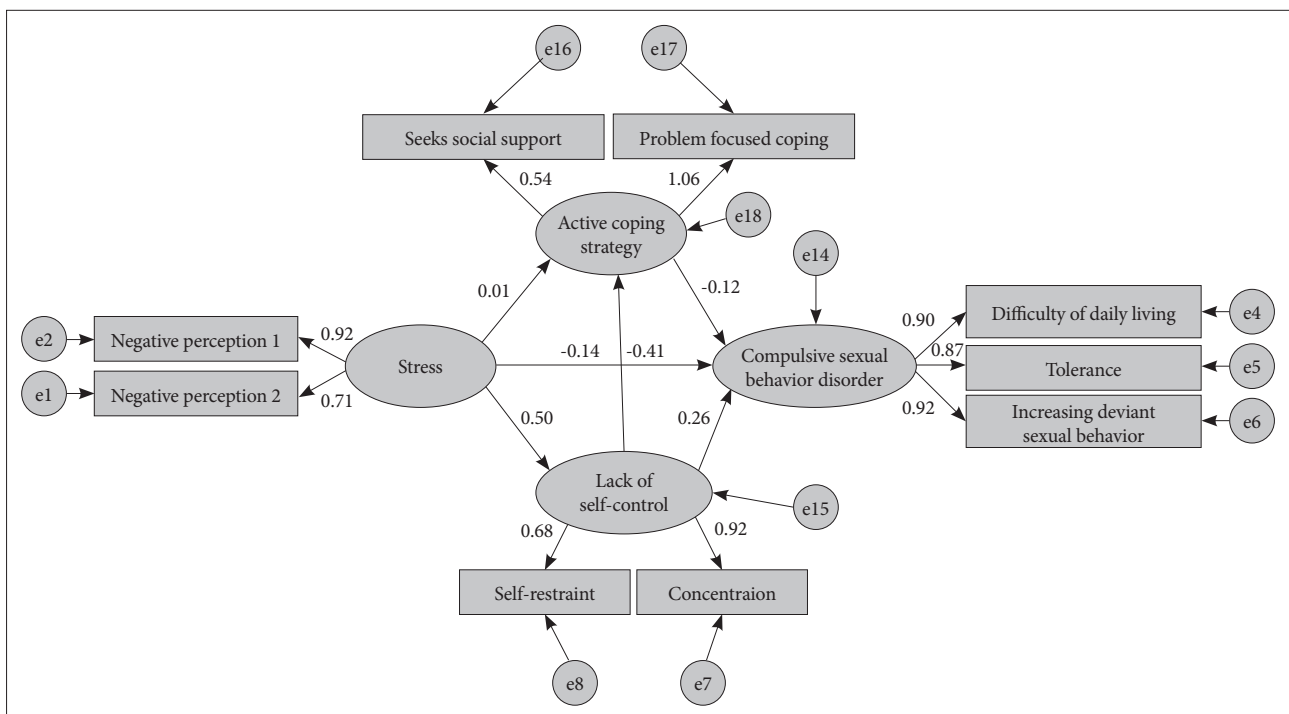 e16
e17
Seeks social support
Problem focused coping
0.54
1.06
Active coping
strategy
e18
e14
0.01
-0.12
e2
Negative perception 1
0.92
Stress
-0.14
-0.41
Compulsive sexual
behavior disorder
0.90
Difficulty of daily living
e4
0.87
Tolerance
e5
e1
Negative perception 2
0.71
0.92
Increasing deviant
sexual behavior
e6
0.50
0.26
Lack of
self-control
e15
0.68
0.92
Self-restraint
Concentraion
e8
e7